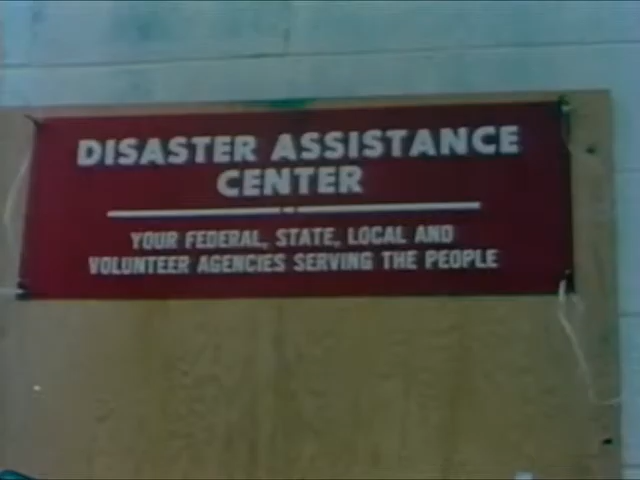 DISASTER ASSISTANCE
CENTER
YOUR FEDERAL, STATE, LOCAL AND
VOLUNTEER AGENCIES SERVING THE PEOPLE